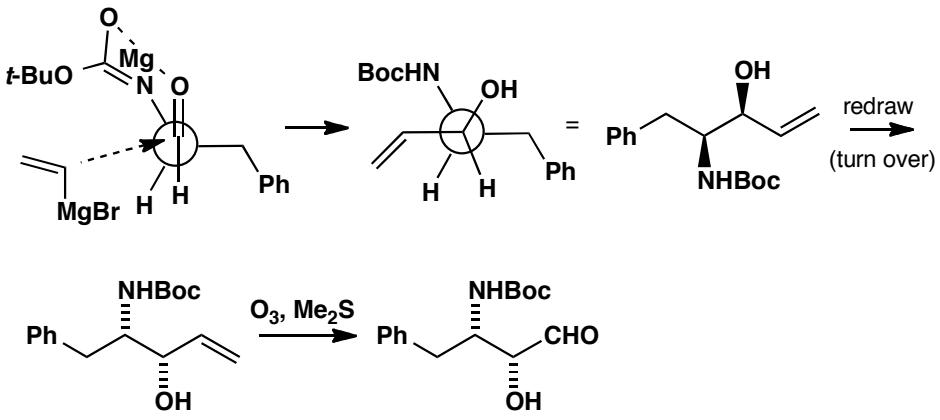 O
Mg
t-BuO
N
O
H
H
Ph
MgBr
BocHN
OH
H
H
Ph
=
OH
Ph
NHBoc
redraw
(turn over)
NHBoc
Ph
OH
O3, Me2S
NHBoc
Ph
CHO
OH